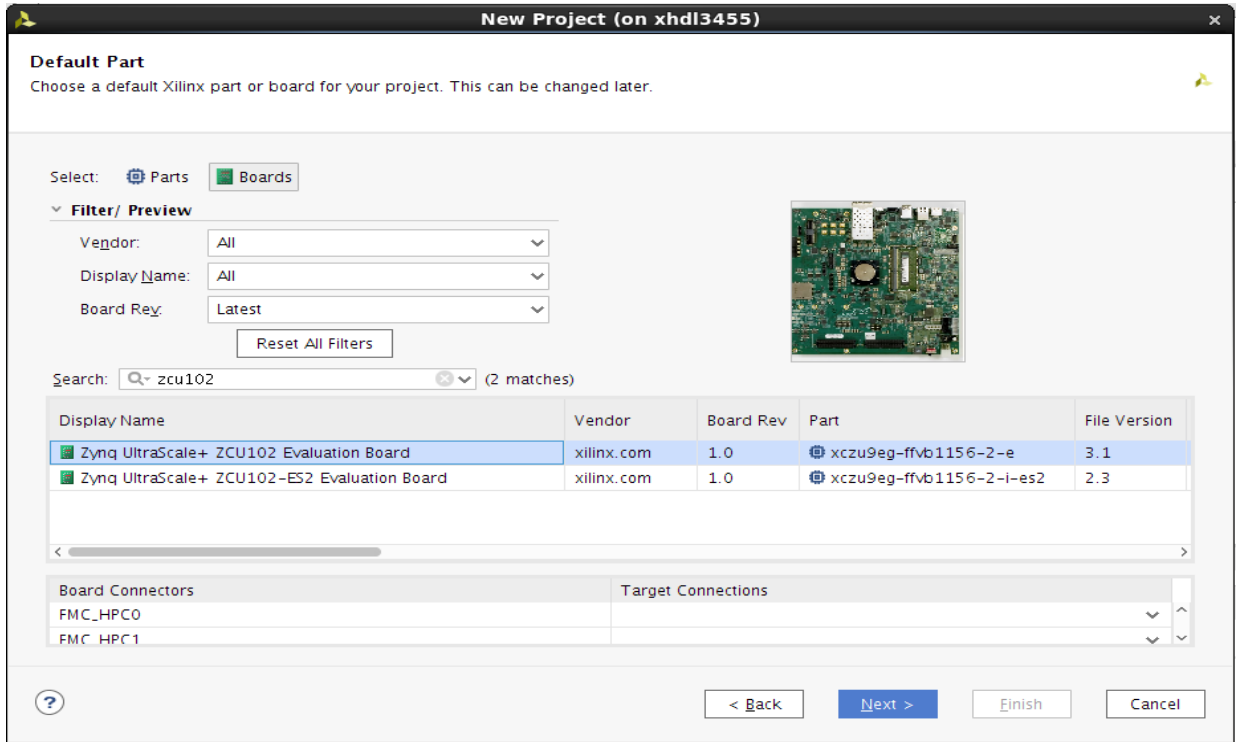 New Project (on xhdl3455)
Default Part
Choose a default Xilinx part or board for your project. This can be changed later.
Select: Parts Boards
Filter/ Preview
Vendor: All
Display Name: All
Board Rev: Latest
Reset All Filters
Search: zcu102 (2 matches)
Display Name Vendor Board Rev Part File Version
Zynq UltraScale+ ZCU102 Evaluation Board xilinx.com 1.0 xczu9eg-ffvb1156-2-e 3.1
Zynq UltraScale+ ZCU102-ES2 Evaluation Board xilinx.com 1.0 xczu9eg-ffvb1156-2-i-es2 2.3
Board Connectors Target Connections
FMC_HPC0
FMC_HPC1
? < Back Next > Finish Cancel